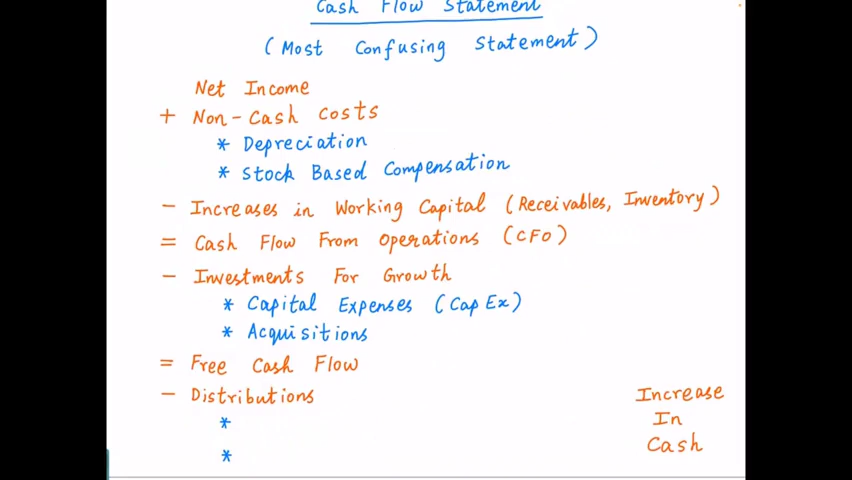 Cash Flow Statement
(Most Confusing Statement)
Net Income
+ Non-Cash Costs
* Depreciation
* Stock Based Compensation
- Increases in Working Capital (Receivables, Inventory)
= Cash Flow From Operations (CFO)
- Investments For Growth
* Capital Expenses (CapEx)
* Acquisitions
= Free Cash Flow
- Distributions
*
*
Increase
In
Cash